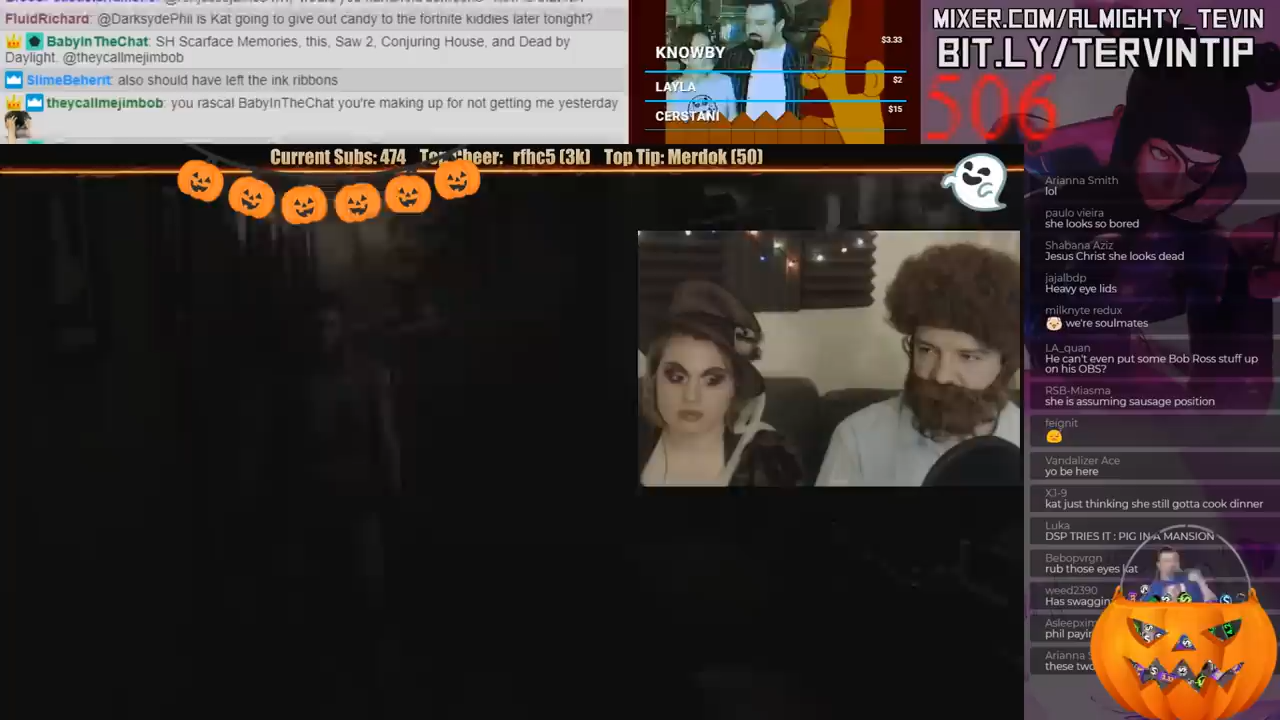 FluidRichard: @DarksydePhil is Kat going to give out candy to the fortnite kiddies later tonight?
BabyInTheChat: SH Scarface Memories, this, Saw 2, Conjuring House, and Dead by
Daylight. @theycallmejimbob
SlimeBeherit: also should have left the ink ribbons
theycallmejimbob: you rascal BabyInTheChat you're making up for not getting me yesterday
KNOWBY $3.33
LAYLA $2
CERSTANI $15
MIXER.COM/ALMIGHTY_TEVIN
BIT.LY/TERVINTIP
506
Current Subs: 474 Top Cheer: rfhc5 (3k) Top Tip: Merdok (50)
Arianna Smith
lol
paulo vieira
she looks so bored
Shabana Aziz
Jesus Christ she looks dead
jajalbdp
Heavy eye lids
milknyte redux
we're soulmates
LA_quan
He can't even put some Bob Ross stuff up
on his OBS?
RSB-Miasma
she is assuming sausage position
feignit
Vandalizer Ace
yo be here
XJ-9
kat just thinking she still gotta cook dinner
Luka
DSP TRIES IT : PIG IN A MANSION
Bebopvrgn
rub those eyes kat
weed2390
Has
phil
Arianna
these